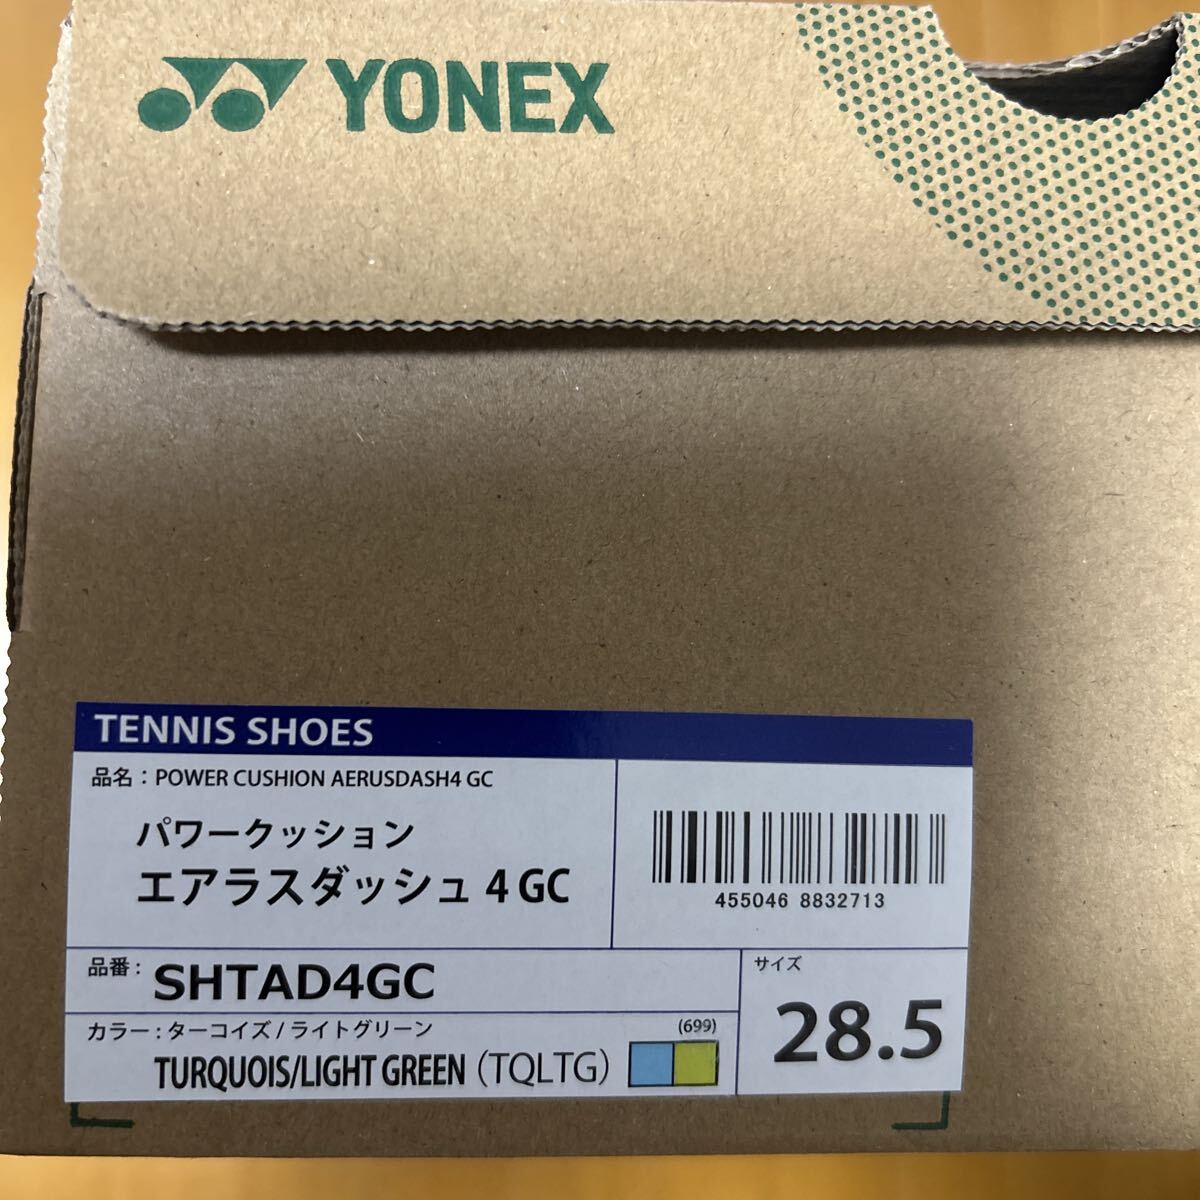 YONEX
TENNIS SHOES
品名：POWER CUSHION AERUSDASH4 GC
パワークッション
エアラスダッシュ 4 GC
455046 8832713
品番：SHTAD4GC
サイズ
28.5
カラー：ターコイズ / ライトグリーン
(699)
TURQUOIS/LIGHT GREEN (TQLTG)